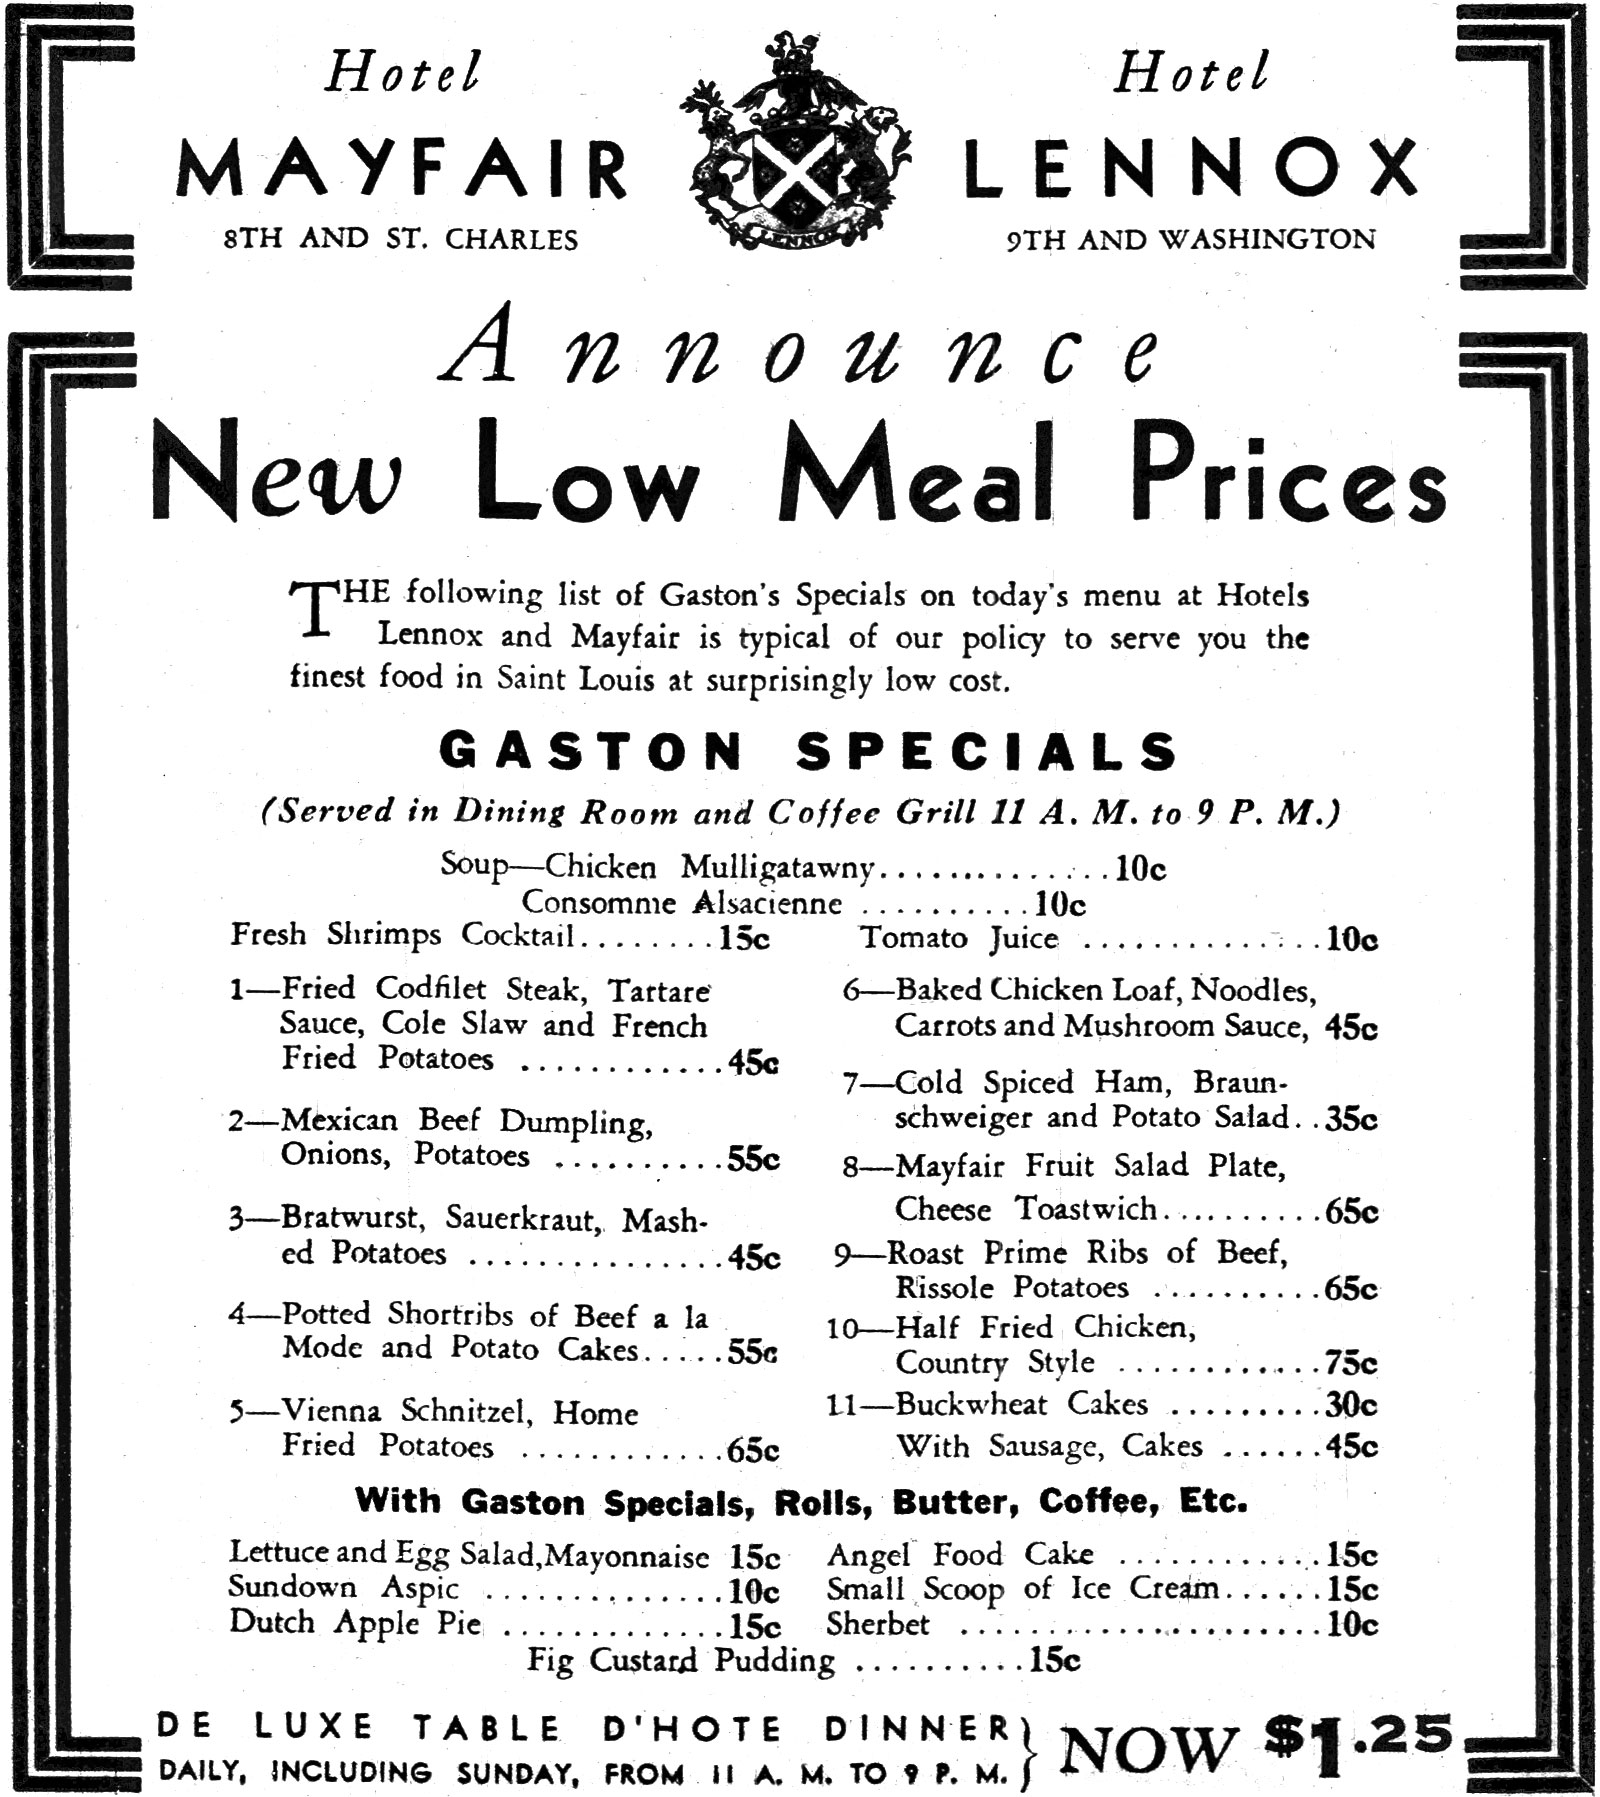 Hotel
MAYFAIR
8TH AND ST. CHARLES
LENNOX
Hotel
LENNOX
9TH AND WASHINGTON
Announce
New Low Meal Prices
THE following list of Gaston's Specials on today's menu at Hotels
Lennox and Mayfair is typical of our policy to serve you the
finest food in Saint Louis at surprisingly low cost.
GASTON SPECIALS
(Served in Dining Room and Coffee Grill 11 A. M. to 9 P. M.)
Soup—Chicken Mulligatawny.............10c
Consomme Alsacienne ..........10c
Fresh Shrimps Cocktail........15c
Tomato Juice ..............10c
1—Fried Codfilet Steak, Tartare
Sauce, Cole Slaw and French
Fried Potatoes ............45c
2—Mexican Beef Dumpling,
Onions, Potatoes ..........55c
3—Bratwurst, Sauerkraut, Mash-
ed Potatoes ...............45c
4—Potted Shortribs of Beef a la
Mode and Potato Cakes.....55c
5—Vienna Schnitzel, Home
Fried Potatoes ............65c
6—Baked Chicken Loaf, Noodles,
Carrots and Mushroom Sauce, 45c
7—Cold Spiced Ham, Braun-
schweiger and Potato Salad..35c
8—Mayfair Fruit Salad Plate,
Cheese Toastwich..........65c
9—Roast Prime Ribs of Beef,
Rissole Potatoes ..........65c
10—Half Fried Chicken,
Country Style ............75c
11—Buckwheat Cakes .........30c
With Sausage, Cakes ......45c
With Gaston Specials, Rolls, Butter, Coffee, Etc.
Lettuce and Egg Salad, Mayonnaise 15c
Sundown Aspic ..............10c
Dutch Apple Pie .............15c
Angel Food Cake ............15c
Small Scoop of Ice Cream......15c
Sherbet ......................10c
Fig Custard Pudding ..........15c
DE LUXE TABLE D'HOTE DINNER
DAILY, INCLUDING SUNDAY, FROM 11 A. M. TO 9 P. M.
NOW $1.25